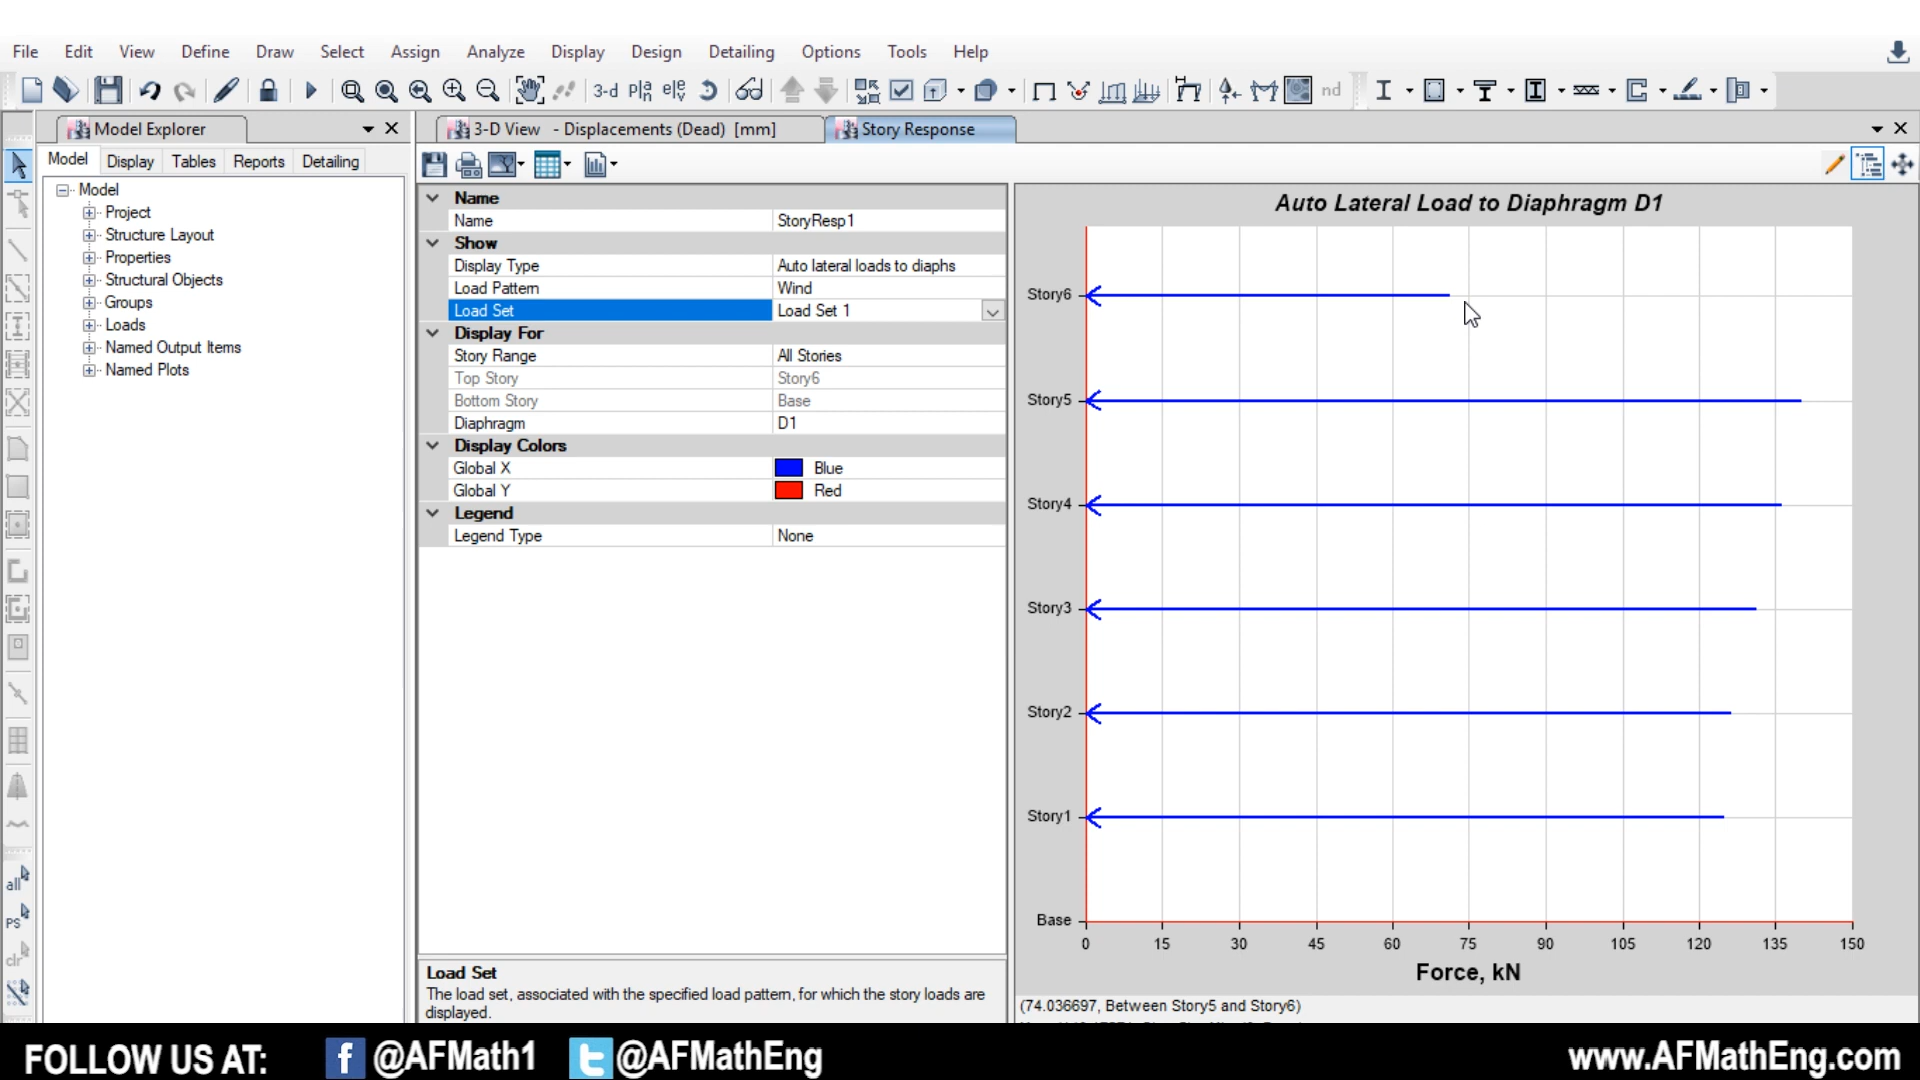 File Edit View Define Draw Select Assign Analyze Display Design Detailing Options Tools Help
3-d nd
Model Explorer
3-D View - Displacements (Dead) [mm]
Story Response
Model Display Tables Reports Detailing
Model
Project
Structure Layout
Properties
Structural Objects
Groups
Loads
Named Output Items
Named Plots
all
PS
clr
Name
Name StoryResp1
Show
Display Type Auto lateral loads to diaphs
Load Pattern Wind
Load Set Load Set 1
Display For
Story Range All Stories
Top Story Story6
Bottom Story Base
Diaphragm D1
Display Colors
Global X Blue
Global Y Red
Legend
Legend Type None
Load Set
The load set, associated with the specified load pattern, for which the story loads are
displayed.
Auto Lateral Load to Diaphragm D1
Story6
Story5
Story4
Story3
Story2
Story1
Base
0 15 30 45 60 75 90 105 120 135 150
Force, kN
(74.036697, Between Story5 and Story6)
FOLLOW US AT: @AFMath1 @AFMathEng www.AFMathEng.com